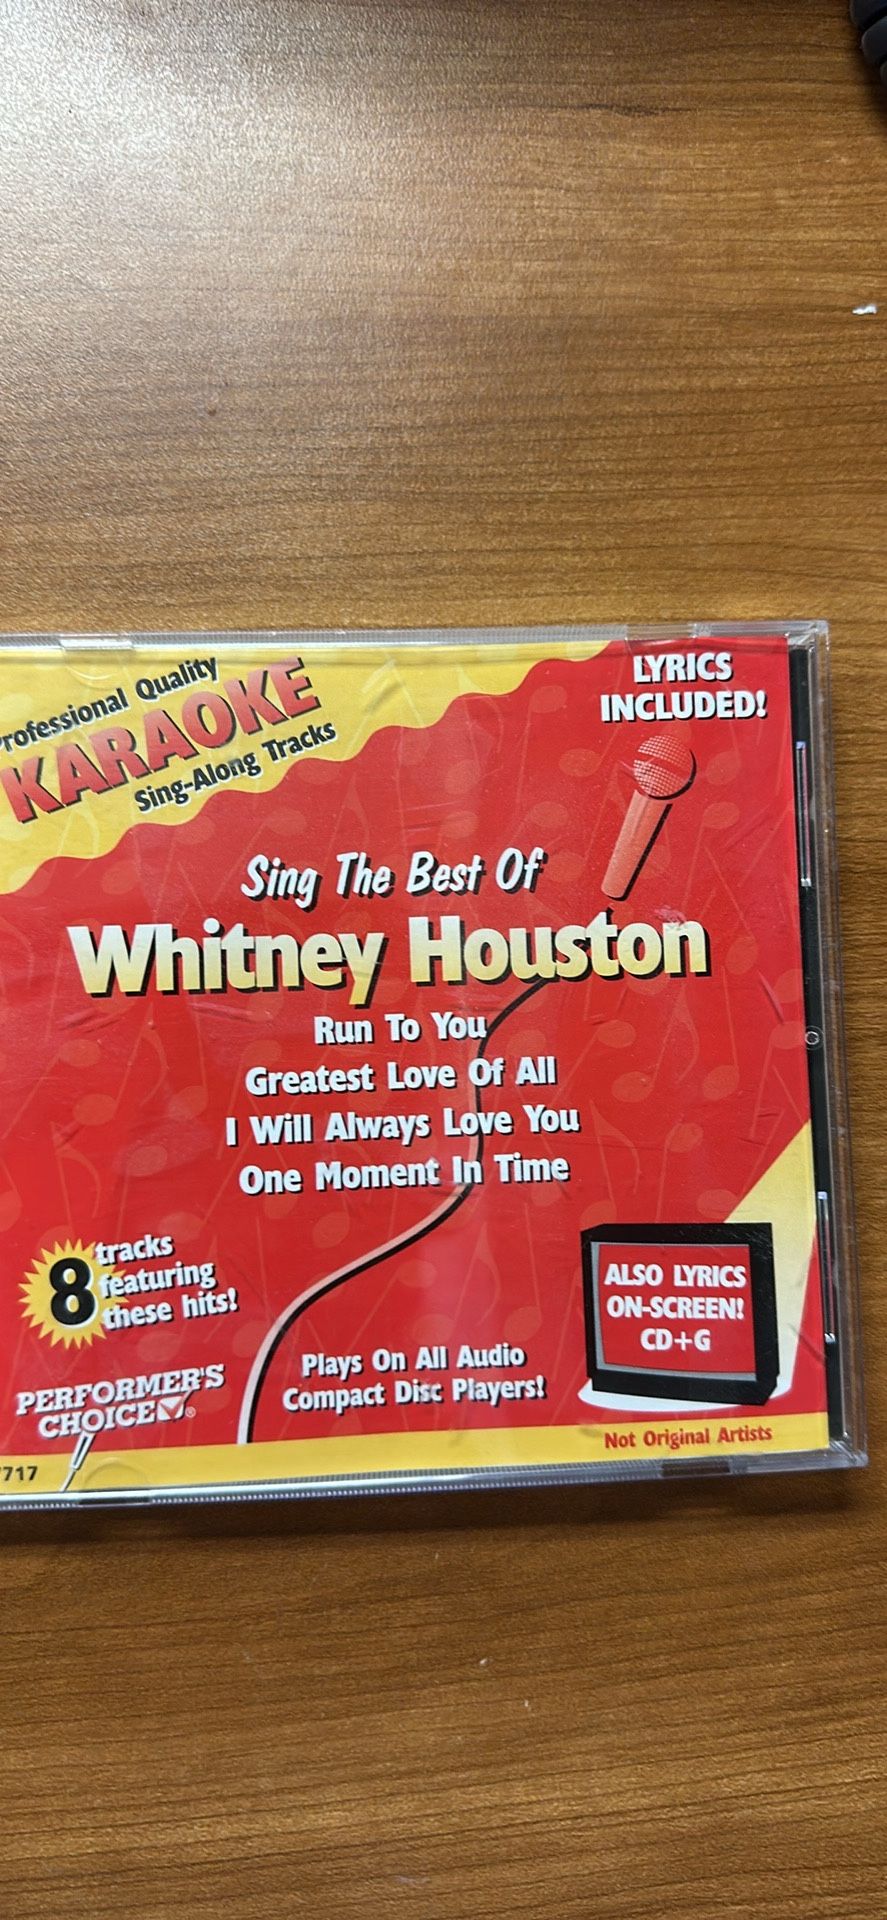 Professional Quality
KARAOKE
Sing-Along Tracks
LYRICS
INCLUDED!
Sing The Best Of
Whitney Houston
Run To You
Greatest Love Of All
I Will Always Love You
One Moment In Time
8 tracks
featuring
these hits!
PERFORMER'S
CHOICE®
Plays On All Audio
Compact Disc Players!
ALSO LYRICS
ON-SCREEN!
CD+G
Not Original Artists
717